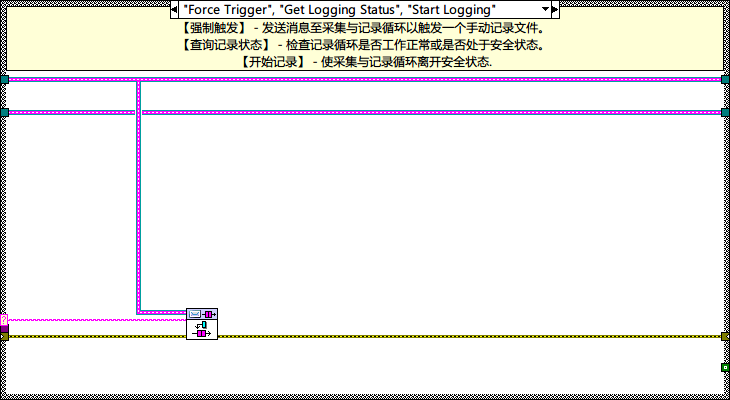 "Force Trigger", "Get Logging Status", "Start Logging"
【强制触发】 - 发送消息至采集与记录循环以触发一个手动记录文件。
【查询记录状态】 - 检查记录循环是否工作正常或是否处于安全状态。
【开始记录】 - 使采集与记录循环离开安全状态.
?